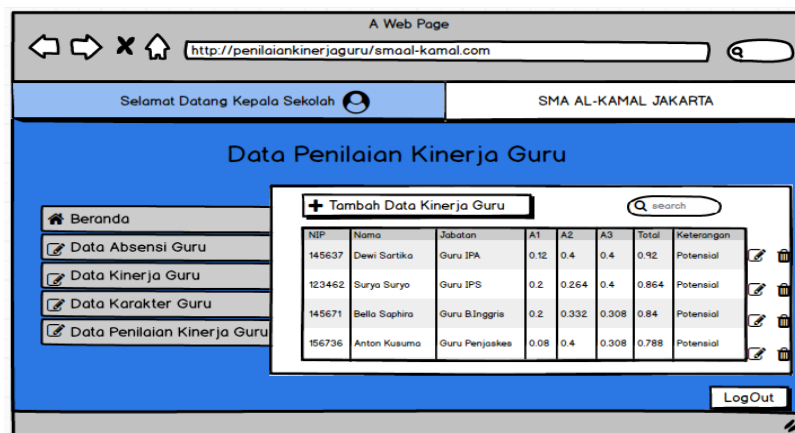 A Web Page
http://penilaiankinerjaguru/smaal-kamal.com
Selamat Datang Kepala Sekolah
SMA AL-KAMAL JAKARTA
Data Penilaian Kinerja Guru
Beranda
Data Absensi Guru
Data Kinerja Guru
Data Karakter Guru
Data Penilaian Kinerja Guru
Tambah Data Kinerja Guru
search
NIP Nama Jabatan A1 A2 A3 Total Keterangan
145637 Dewi Sartika Guru IPA 0.12 0.4 0.4 0.92 Potensial
123462 Surya Suryo Guru IPS 0.2 0.264 0.4 0.864 Potensial
145671 Bella Saphira Guru B.Inggris 0.2 0.332 0.308 0.84 Potensial
156736 Anton Kusuma Guru Penjaskes 0.08 0.4 0.308 0.788 Potensial
LogOut